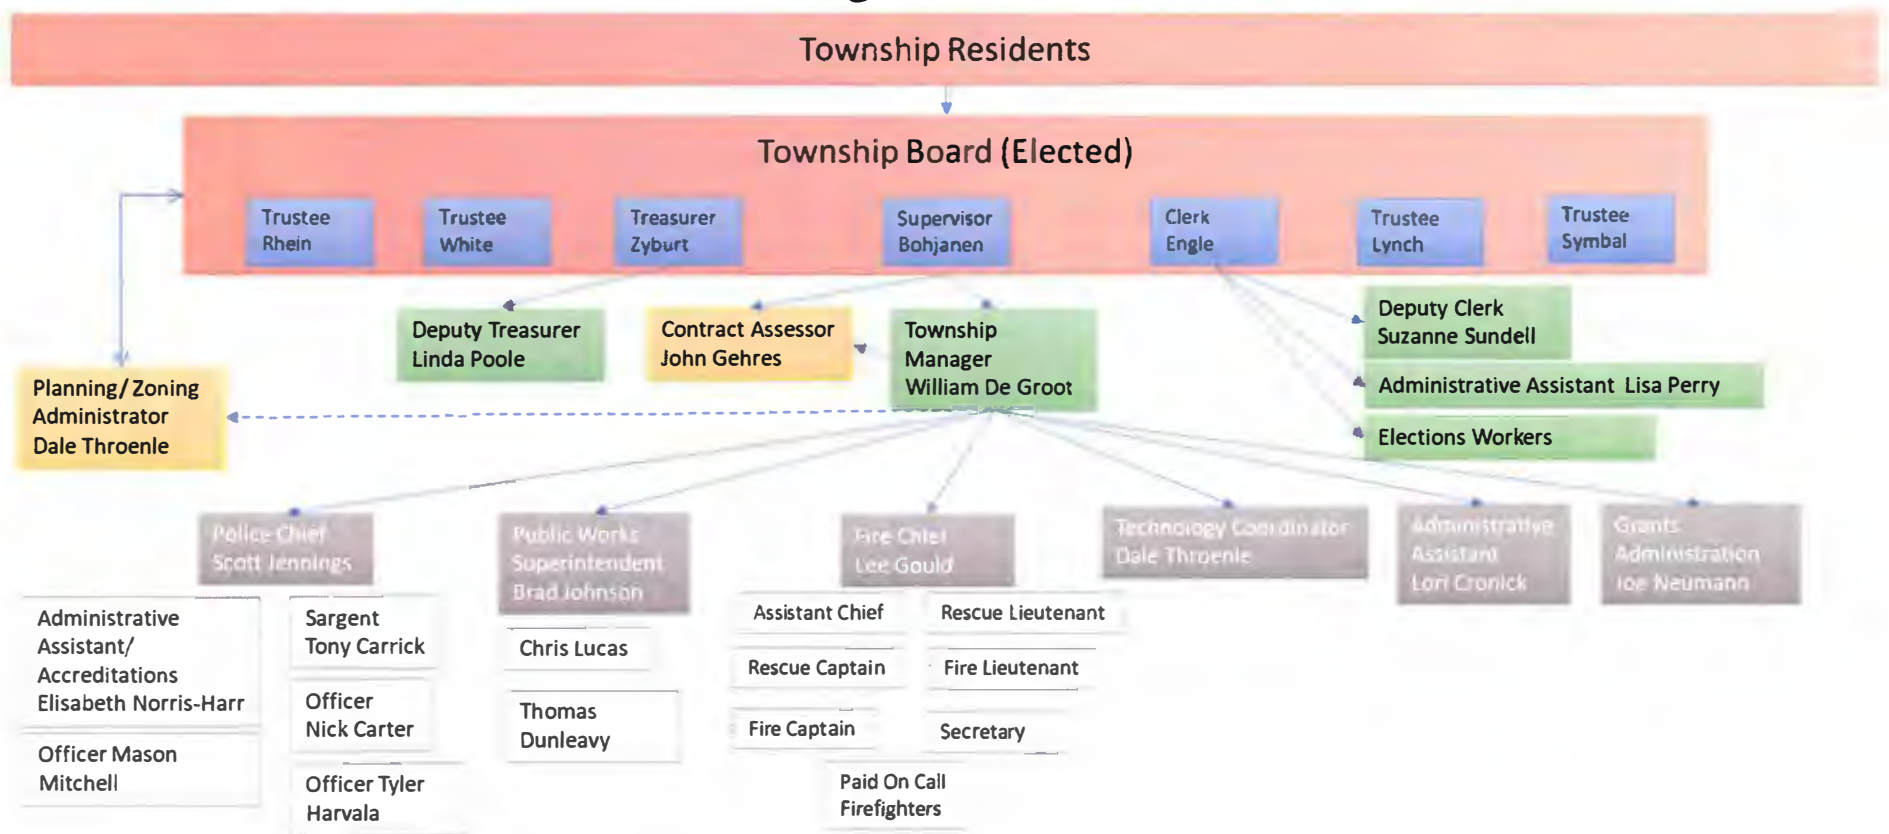 Township Residents
Township Board (Elected)
Trustee
Rhein
Trustee
White
Treasurer
Zyburt
Supervisor
Bohjanen
Clerk
Engle
Trustee
Lynch
Trustee
Symbal
Deputy Treasurer
Linda Poole
Contract Assessor
John Gehres
Township
Manager
William De Groot
Deputy Clerk
Suzanne Sundell
Administrative Assistant Lisa Perry
Elections Workers
Planning/ Zoning
Administrator
Dale Throenle
Police Chief
Scott Jennings
Public Works
Superintendent
Brad Johnson
Fire Chief
Lee Gould
Technology Coordinator
Dale Throenle
Administrative
Assistant
Lori Cronick
Grants
Administration
Joe Neumann
Administrative
Assistant/
Accreditations
Elisabeth Norris-Harr
Officer Mason
Mitchell
Sargent
Tony Carrick
Officer
Nick Carter
Officer Tyler
Harvala
Chris Lucas
Thomas
Dunleavy
Assistant Chief
Rescue Captain
Fire Captain
Rescue Lieutenant
Fire Lieutenant
Secretary
Paid On Call
Firefighters